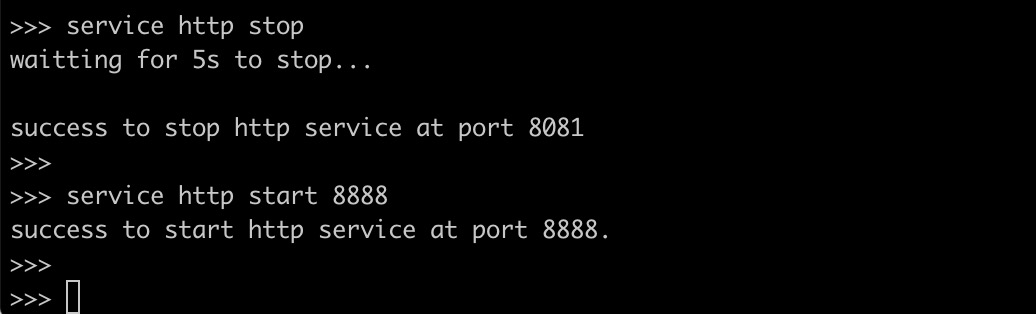 >>> service http stop
waitting for 5s to stop...
success to stop http service at port 8081
>>>
>>> service http start 8888
success to start http service at port 8888.
>>>
>>>